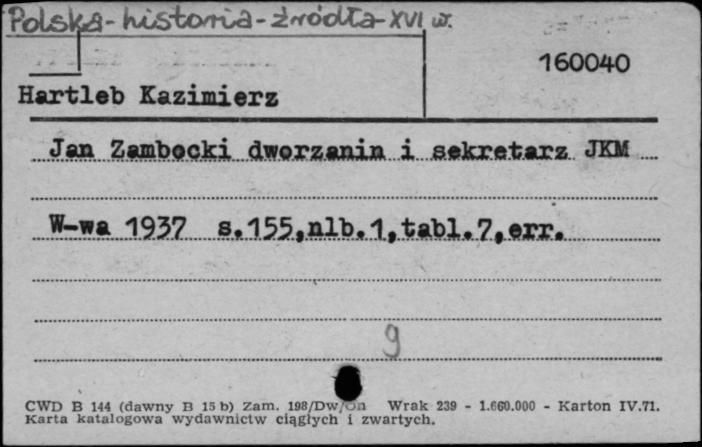 Polska - historia - źródła - XVI w.
160040
Hartleb Kazimierz
Jan Zambocki dworzanin i sekretarz JKM
W-wa 1937 s.155,nlb.1,tabl.7,err.
9
CWD B 144 (dawny B 15 b) Zam. 198/Dw/ Wrak 239 - 1.660.000 - Karton IV.71.
Karta katalogowa wydawnictw ciągłych i zwartych.